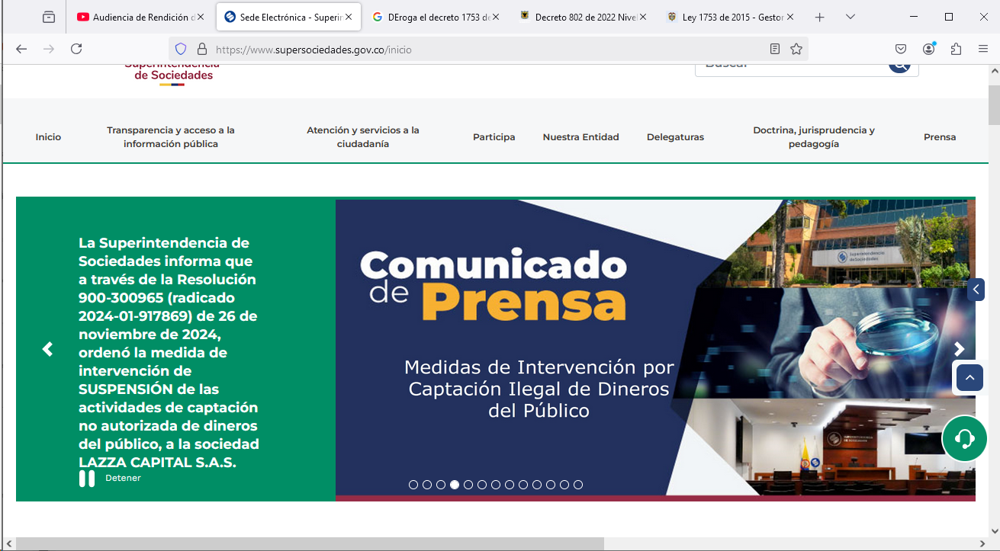 Audiencia de Rendición d
Sede Electrónica - Superin
DEroga el decreto 1753 de
Decreto 802 de 2022 Nivel
Ley 1753 de 2015 - Gestor
https://www.supersociedades.gov.co/inicio
Superintendencia
de Sociedades
Buscar
Inicio
Transparencia y acceso a la
información pública
Atención y servicios a la
ciudadanía
Participa
Nuestra Entidad
Delegaturas
Doctrina, jurisprudencia y
pedagogía
Prensa
La Superintendencia de
Sociedades informa que
a través de la Resolución
900-300965 (radicado
2024-01-917869) de 26 de
noviembre de 2024,
ordenó la medida de
intervención de
SUSPENSIÓN de las
actividades de captación
no autorizada de dineros
del público, a la sociedad
LAZZA CAPITAL S.A.S.
Detener
Comunicado
de Prensa
Medidas de Intervención por
Captación Ilegal de Dineros
del Público
Superintendencia
de Sociedades